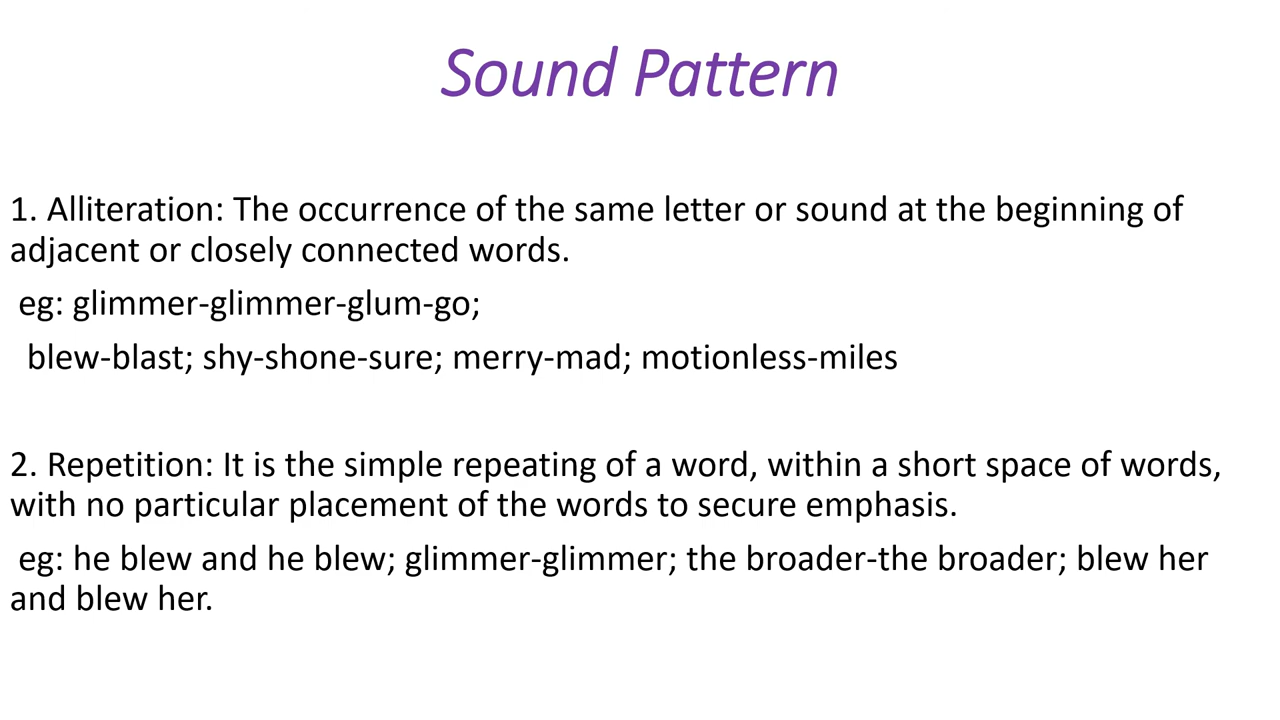 Sound Pattern
1. Alliteration: The occurrence of the same letter or sound at the beginning of
adjacent or closely connected words.
eg: glimmer-glimmer-glum-go;
blew-blast; shy-shone-sure; merry-mad; motionless-miles
2. Repetition: It is the simple repeating of a word, within a short space of words,
with no particular placement of the words to secure emphasis.
eg: he blew and he blew; glimmer-glimmer; the broader-the broader; blew her
and blew her.